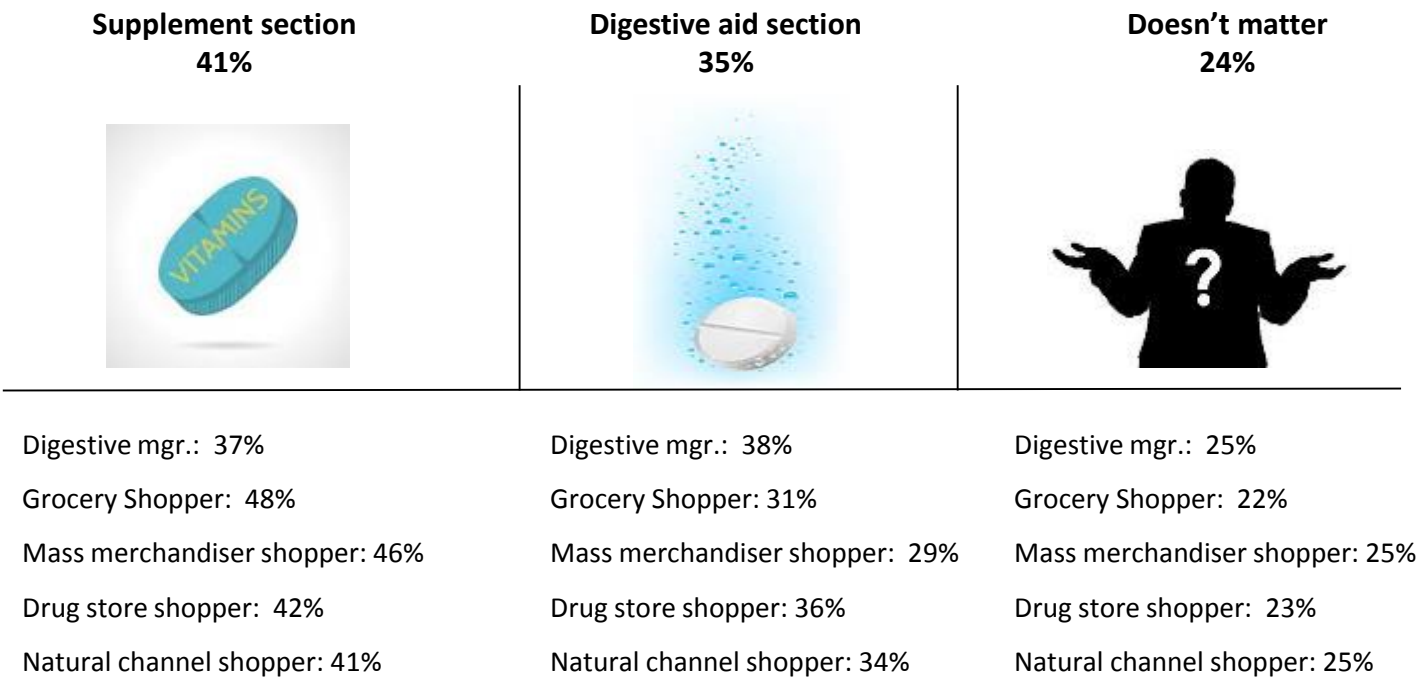 Supplement section
41%
Digestive aid section
35%
Doesn’t matter
24%
VITAMINS
?
Digestive mgr.: 37%
Grocery Shopper: 48%
Mass merchandiser shopper: 46%
Drug store shopper: 42%
Natural channel shopper: 41%
Digestive mgr.: 38%
Grocery Shopper: 31%
Mass merchandiser shopper: 29%
Drug store shopper: 36%
Natural channel shopper: 34%
Digestive mgr.: 25%
Grocery Shopper: 22%
Mass merchandiser shopper: 25%
Drug store shopper: 23%
Natural channel shopper: 25%